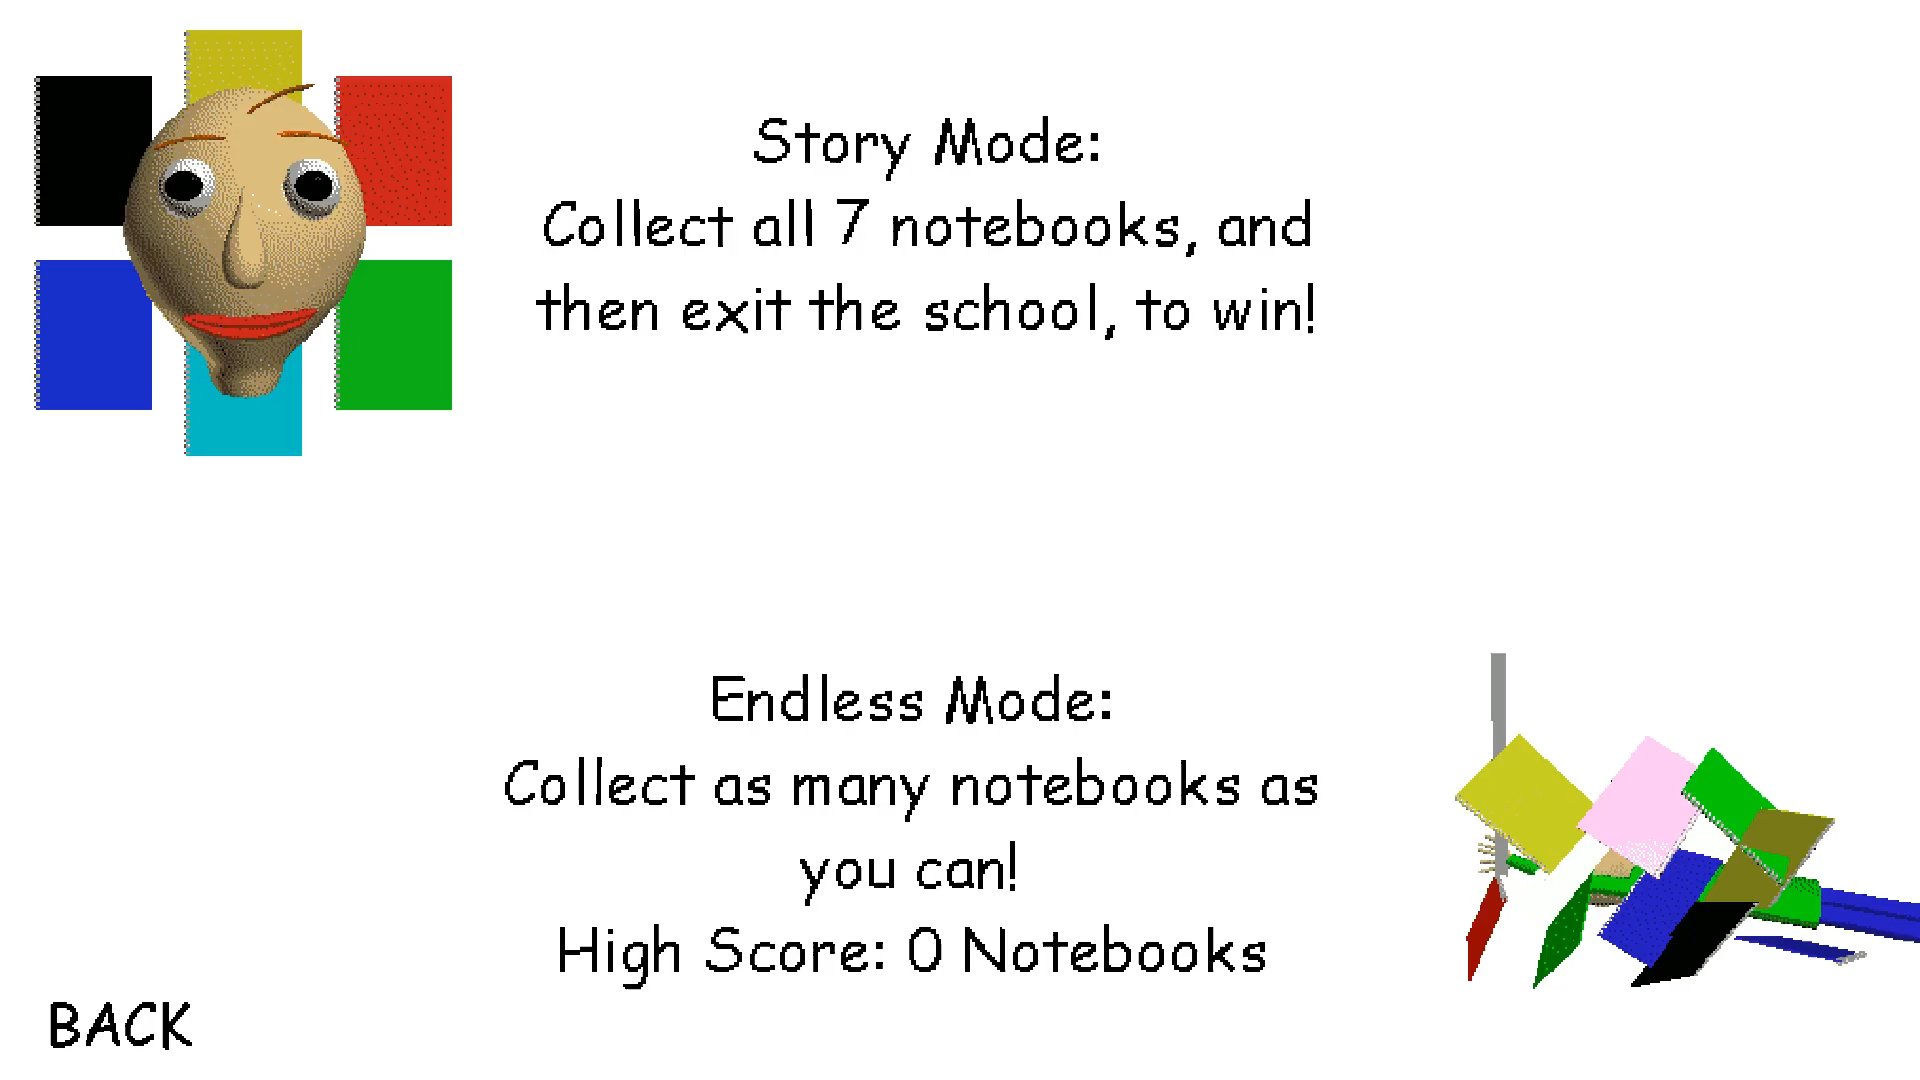 Story Mode:
Collect all 7 notebooks, and
then exit the school, to win!
Endless Mode:
Collect as many notebooks as
you can!
High Score: 0 Notebooks
BACK